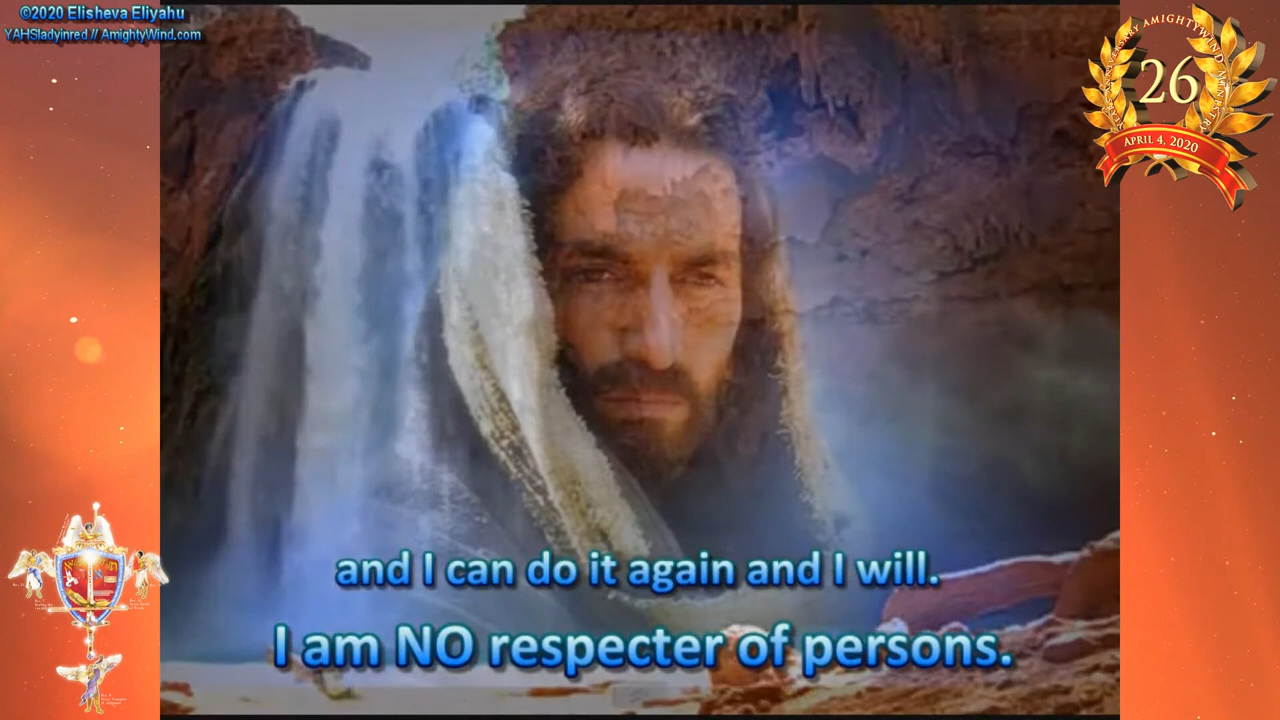 ©2020 Elisheva Eliyahu
YAHSladyinred // AmightyWind.com
26
APRIL 4, 2020
and I can do it again and I will.
I am NO respecter of persons.